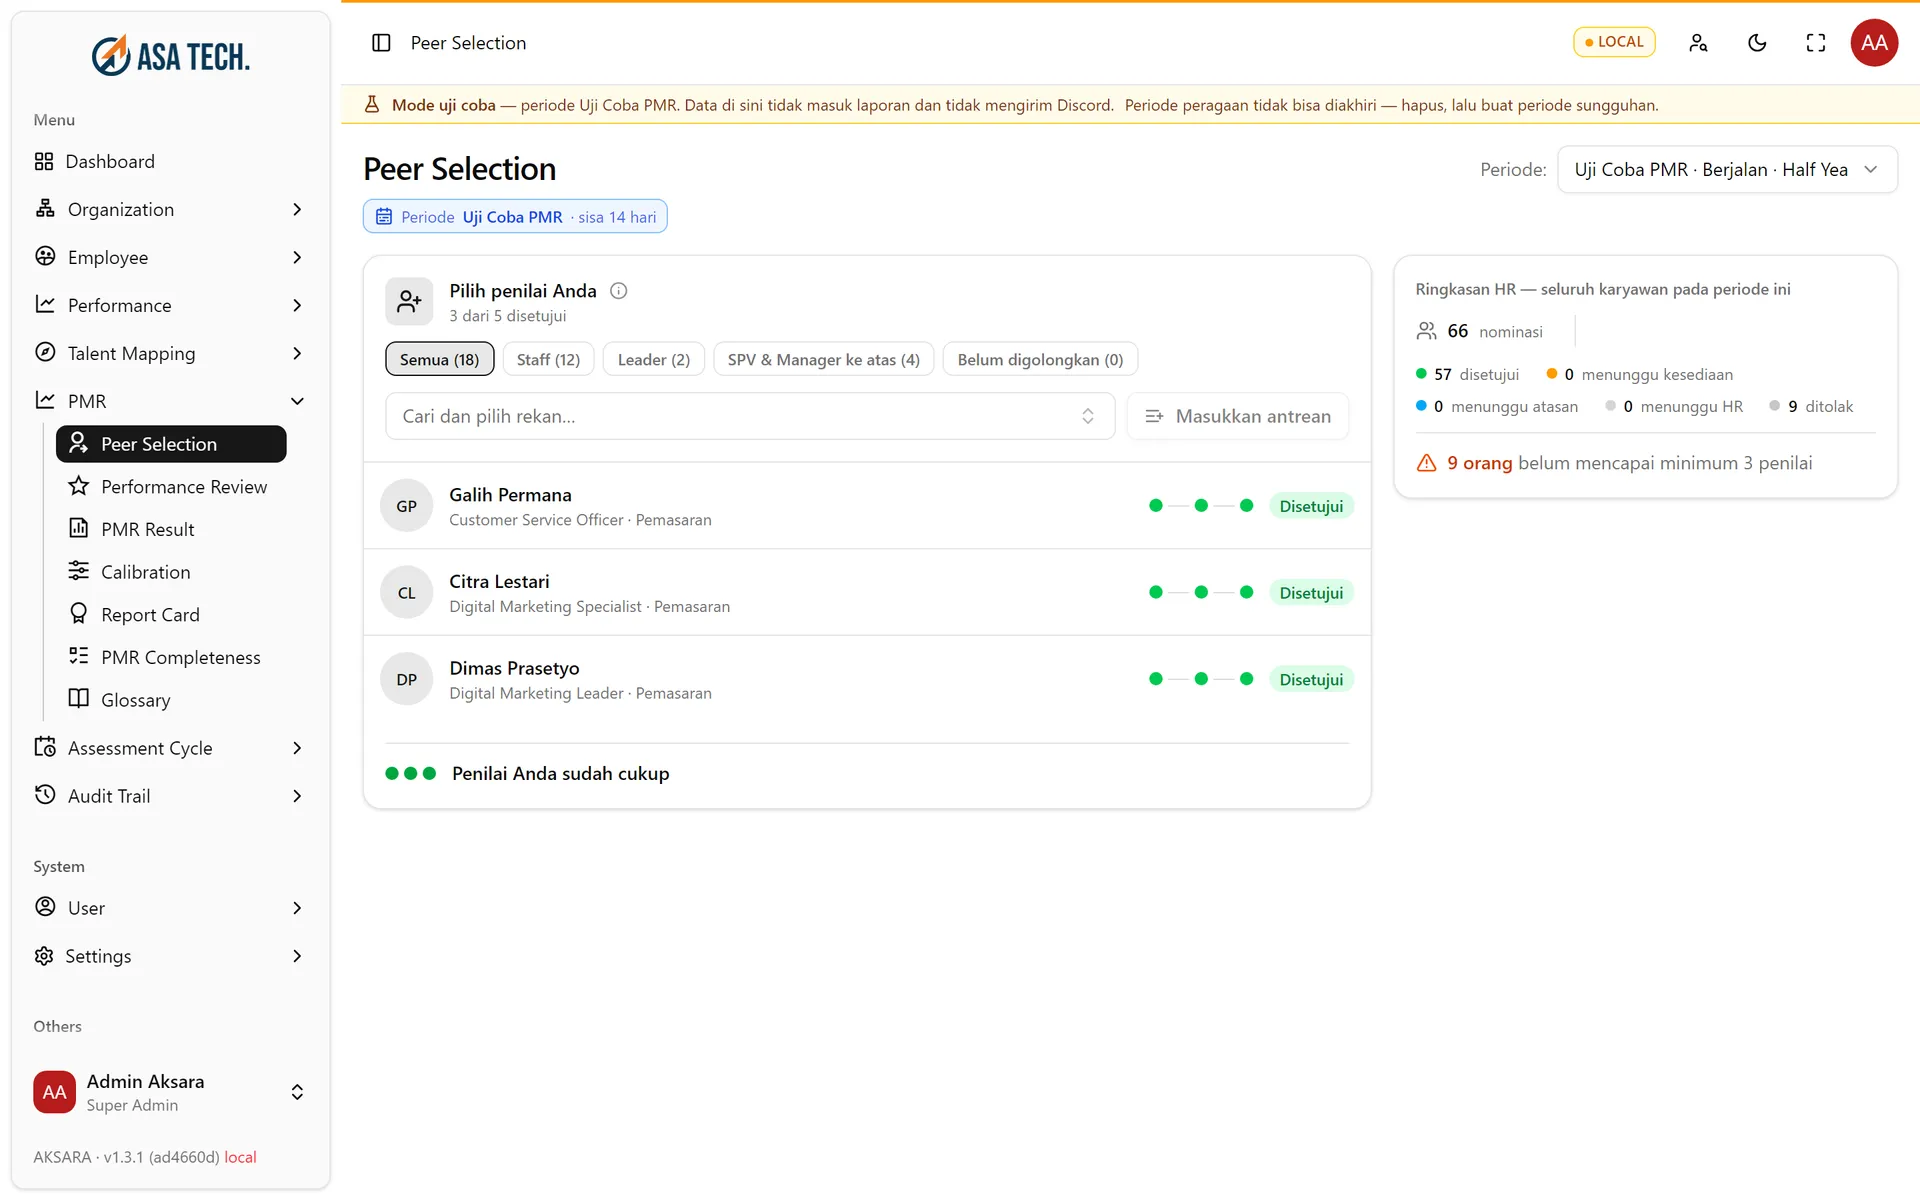 ASA TECH.
Menu
Dashboard
Organization
Employee
Performance
Talent Mapping
PMR
Peer Selection
Performance Review
PMR Result
Calibration
Report Card
PMR Completeness
Glossary
Assessment Cycle
Audit Trail
System
User
Settings
Others
AA
Admin Aksara
Super Admin
AKSARA · v1.3.1 (ad4660d) local
Peer Selection
LOCAL
AA
Mode uji coba — periode Uji Coba PMR. Data di sini tidak masuk laporan dan tidak mengirim Discord. Periode peragaan tidak bisa diakhiri — hapus, lalu buat periode sungguhan.
Peer Selection
Periode: Uji Coba PMR · Berjalan · Half Yea
Periode Uji Coba PMR · sisa 14 hari
Pilih penilai Anda
3 dari 5 disetujui
Semua (18) Staff (12) Leader (2) SPV & Manager ke atas (4) Belum digolongkan (0)
Cari dan pilih rekan... Masukkan antrean
GP
Galih Permana
Customer Service Officer · Pemasaran
Disetujui
CL
Citra Lestari
Digital Marketing Specialist · Pemasaran
Disetujui
DP
Dimas Prasetyo
Digital Marketing Leader · Pemasaran
Disetujui
Penilai Anda sudah cukup
Ringkasan HR — seluruh karyawan pada periode ini
66 nominasi
57 disetujui 0 menunggu kesediaan
0 menunggu atasan 0 menunggu HR 9 ditolak
9 orang belum mencapai minimum 3 penilai